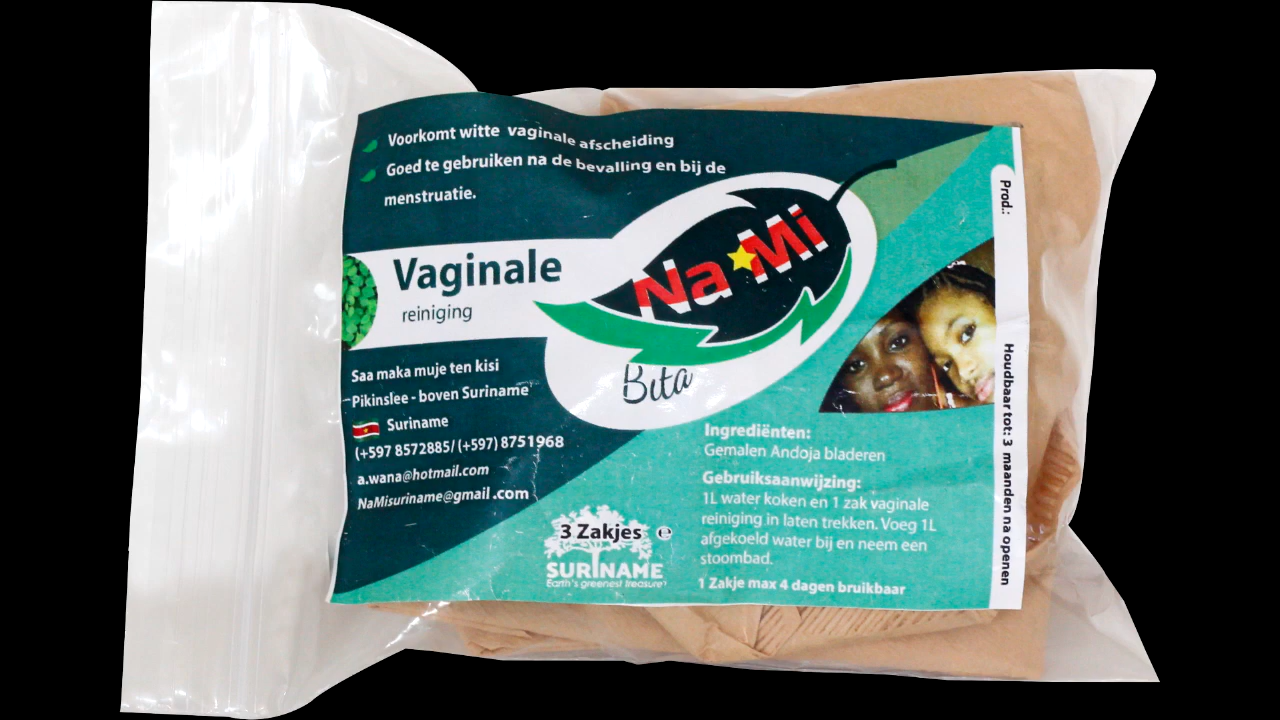 Voorkomt witte vaginale afscheiding
Goed te gebruiken na de bevalling en bij de
menstruatie.
Vaginale
reiniging
Na Mi
Bita
Saa maka muje ten kisi
Pikinslee - boven Suriname
Suriname
(+597 8572885/ (+597) 8751968
a.wana@hotmail.com
NaMisuriname@gmail.com
3 Zakjes e
SURINAME
Earth's greenest treasure
Ingrediënten:
Gemalen Andoja bladeren
Gebruiksaanwijzing:
1L water koken en 1 zak vaginale
reiniging in laten trekken. Voeg 1L
afgekoeld water bij en neem een
stoombad.
1 Zakje max 4 dagen bruikbaar
Prod.:
Houdbaar tot: 3 maanden na openen